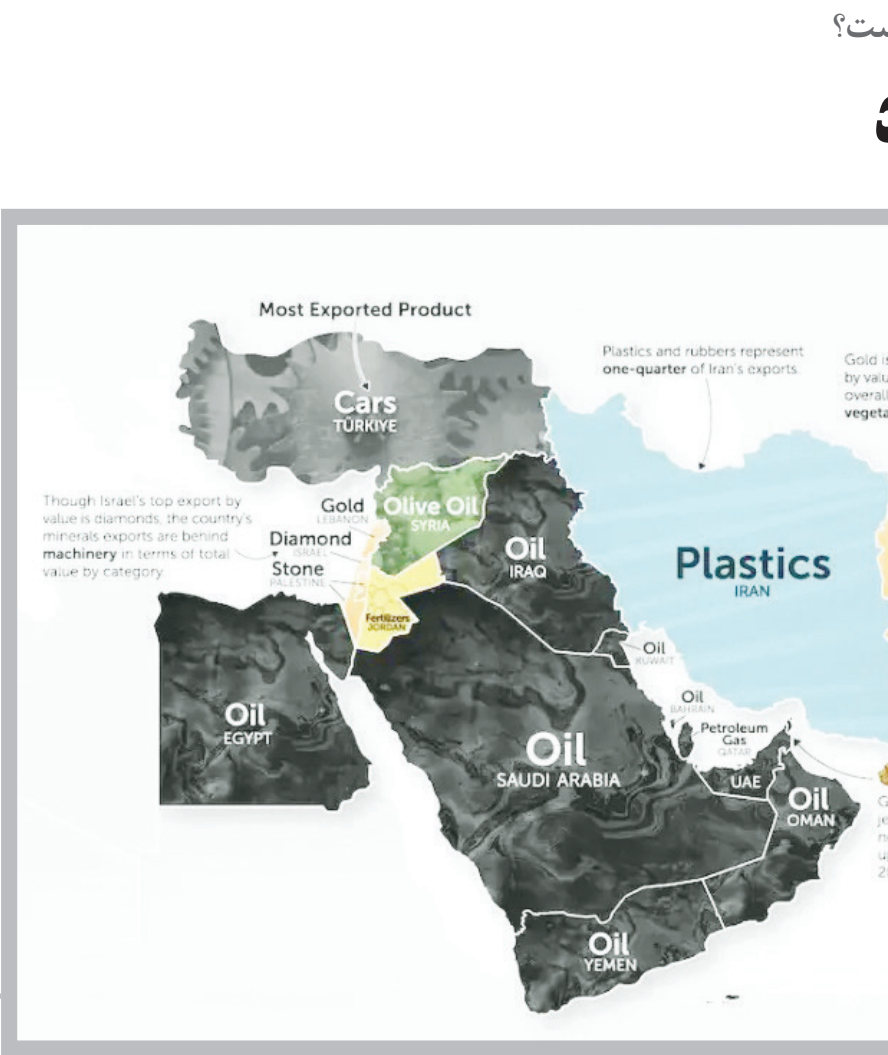 Most Exported Product
Cars
TÜRKIYE
Plastics and rubbers represent
one-quarter of Iran's exports.
Gold is
by valu
overall
vegeta
Though Israel's top export by
value is diamonds, the country's
minerals exports are behind
machinery in terms of total
value by category.
Gold
LEBANON
Diamond
ISRAEL
Stone
PALESTINE
Olive Oil
SYRIA
Oil
IRAQ
Plastics
IRAN
Fertilizers
JORDAN
Oil
KUWAIT
Oil
EGYPT
Oil
SAUDI ARABIA
Oil
BAHRAIN
Petroleum
Gas
QATAR
UAE
Oil
OMAN
Oil
YEMEN